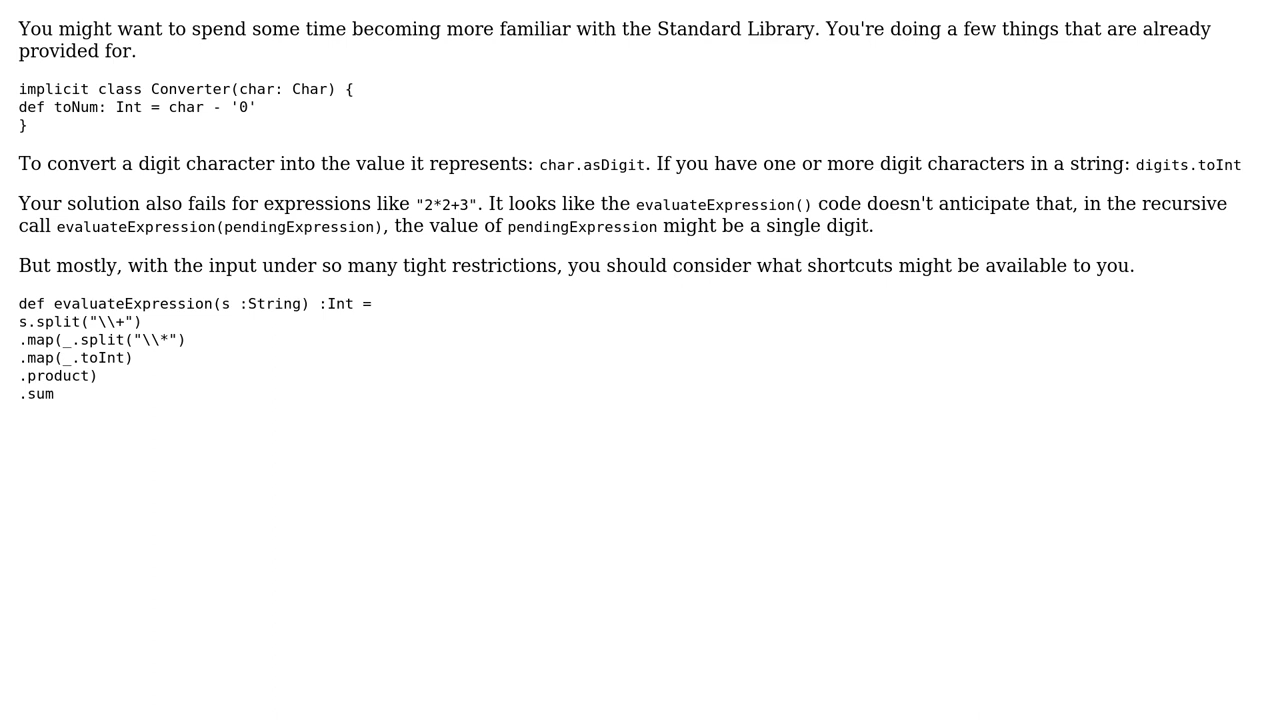 You might want to spend some time becoming more familiar with the Standard Library. You're doing a few things that are already
provided for.
implicit class Converter(char: Char) {
def toNum: Int = char - '0'
}
To convert a digit character into the value it represents: char.asDigit. If you have one or more digit characters in a string: digits.toInt
Your solution also fails for expressions like "2*2+3". It looks like the evaluateExpression() code doesn't anticipate that, in the recursive
call evaluateExpression(pendingExpression), the value of pendingExpression might be a single digit.
But mostly, with the input under so many tight restrictions, you should consider what shortcuts might be available to you.
def evaluateExpression(s :String) :Int =
s.split("\\+")
.map(_.split("\\*")
.map(_.toInt)
.product)
.sum